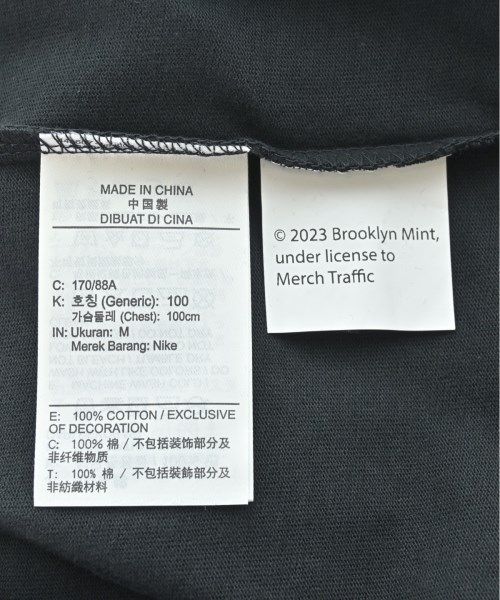 MADE IN CHINA
中国製
DIBUAT DI CINA
C: 170/88A
K: 호칭 (Generic): 100
가슴둘레 (Chest): 100cm
IN: Ukuran: M
Merek Barang: Nike
E: 100% COTTON / EXCLUSIVE
OF DECORATION
C: 100% 棉 / 不包括装饰部分及
非纤维物质
T: 100% 棉 / 不包括裝飾部分及
非紡織材料
© 2023 Brooklyn Mint,
under license to
Merch Traffic